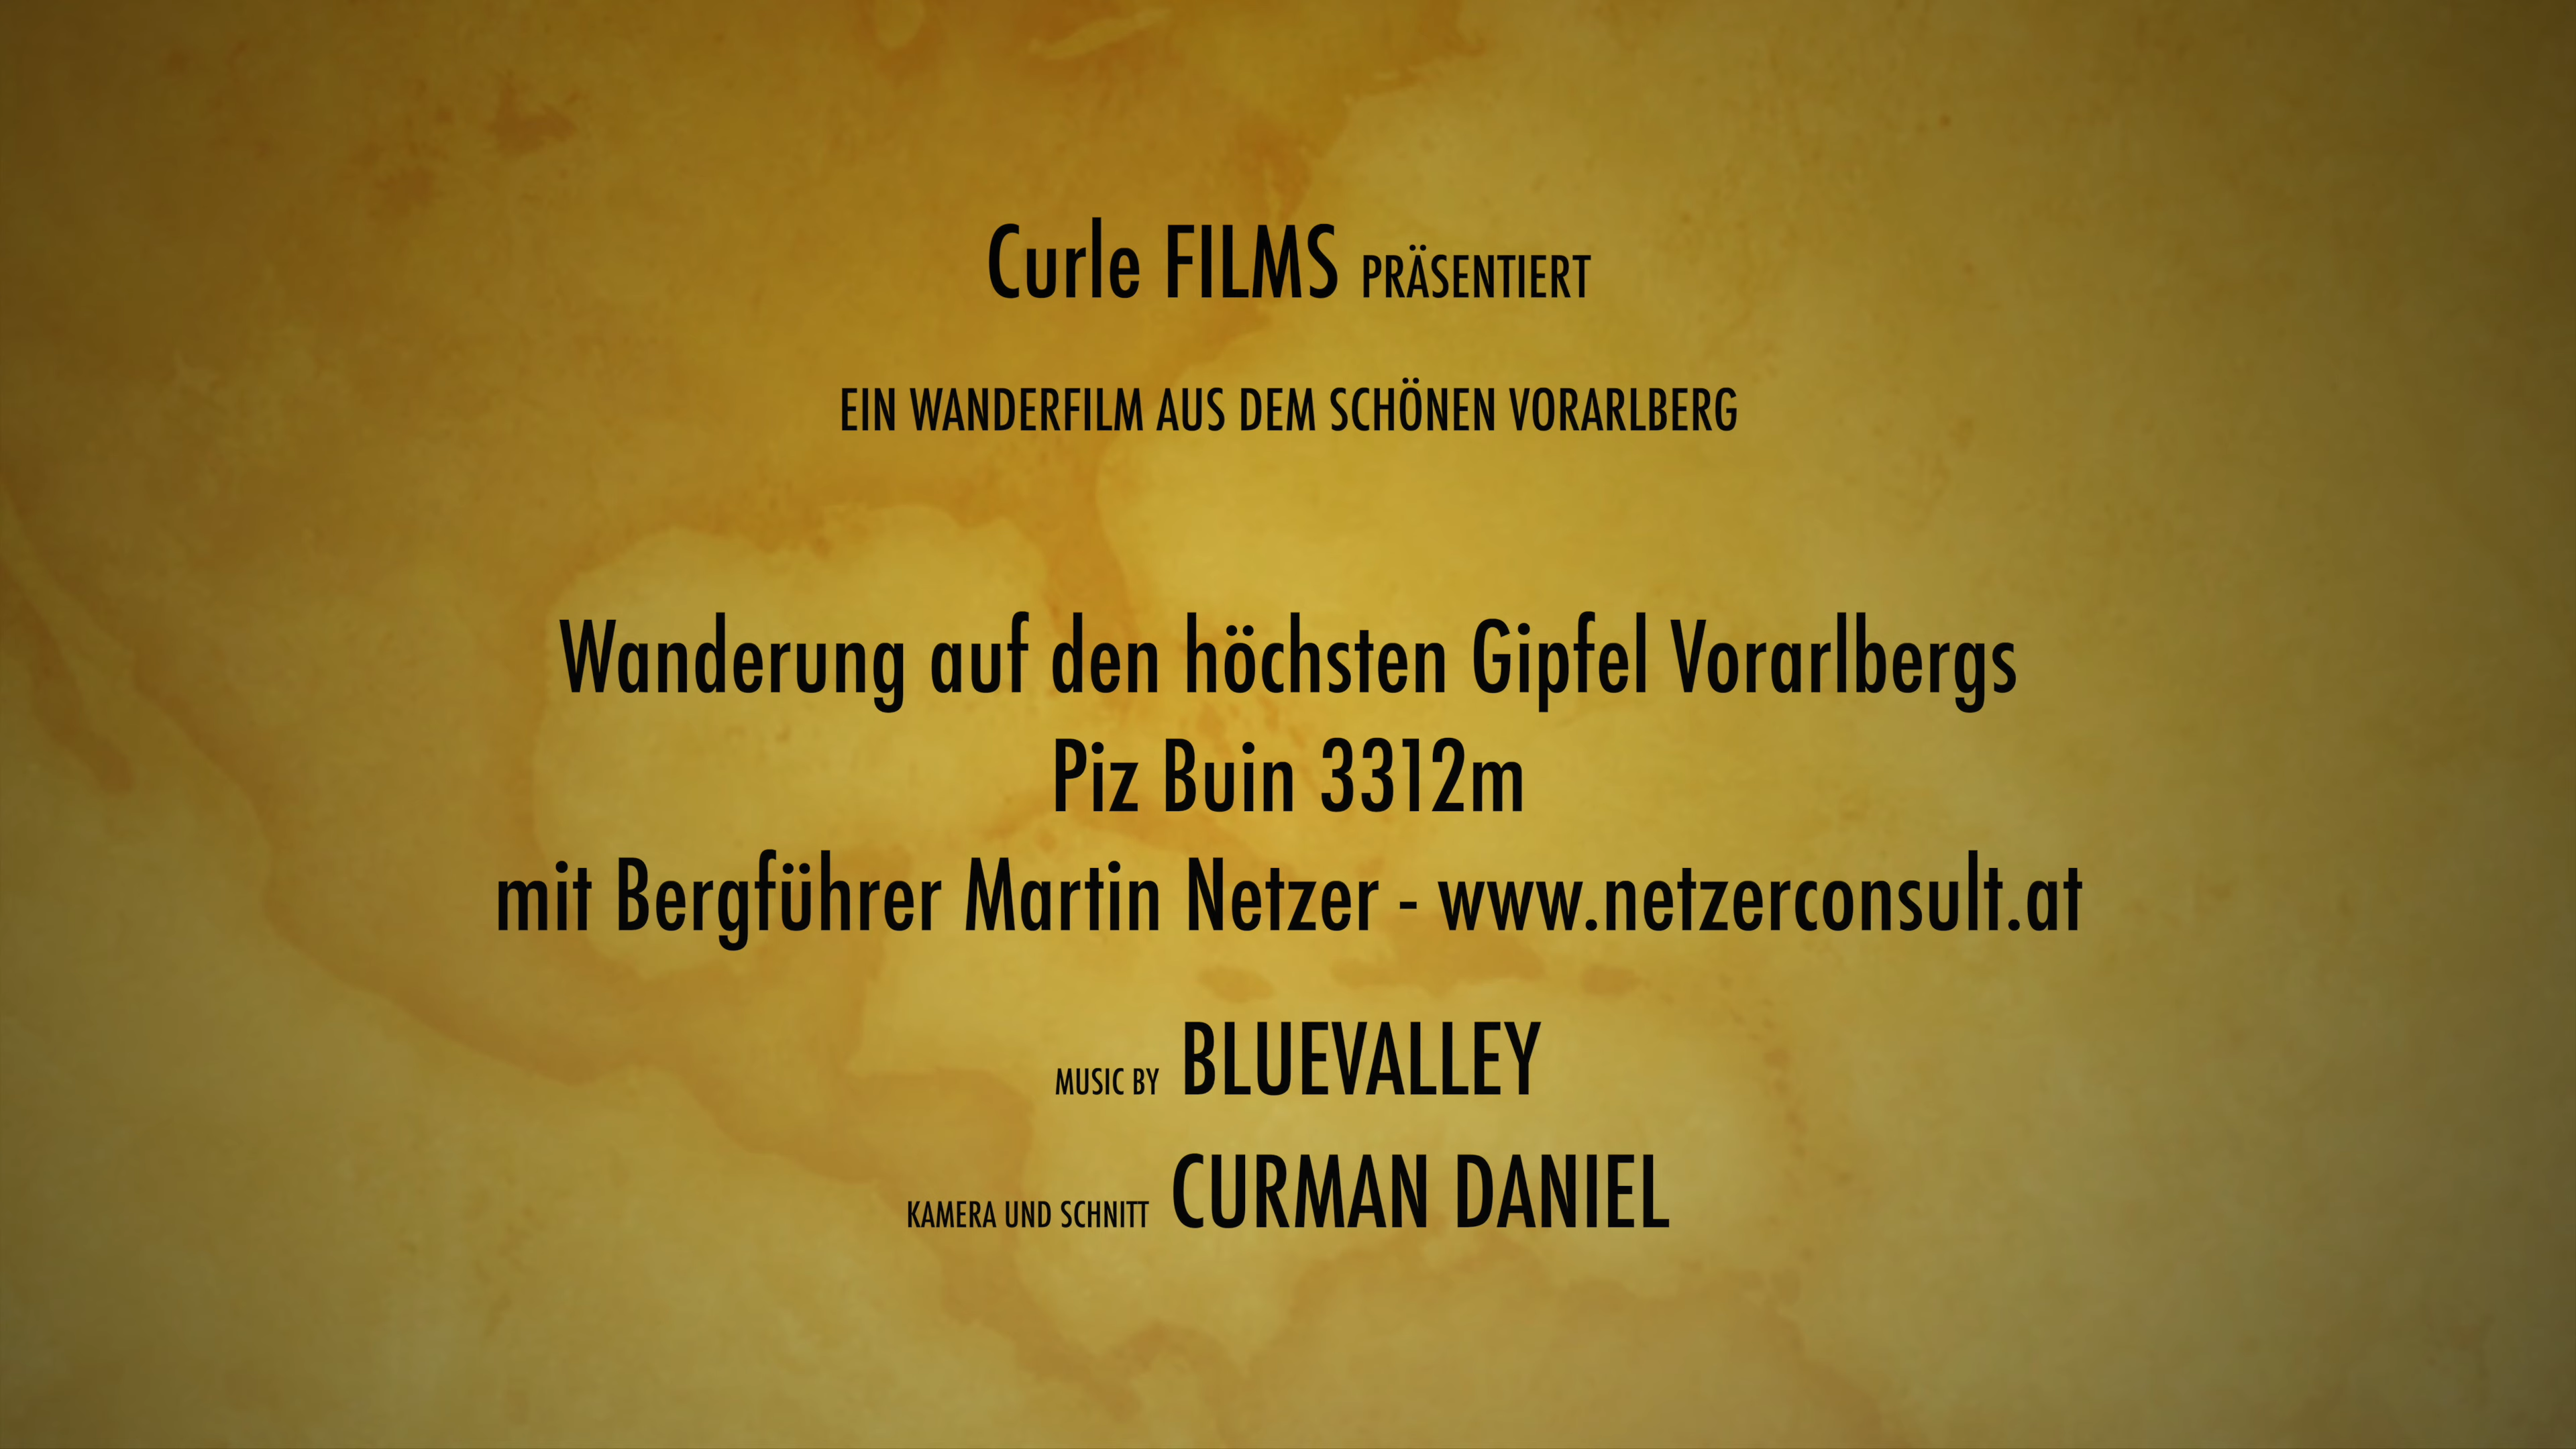 Curle FILMS PRÄSENTIERT
EIN WANDERFILM AUS DEM SCHÖNEN VORARLBERG
Wanderung auf den höchsten Gipfel Vorarlbergs
Piz Buin 3312m
mit Bergführer Martin Netzer - www.netzerconsult.at
MUSIC BY BLUEVALLEY
KAMERA UND SCHNITT CURMAN DANIEL